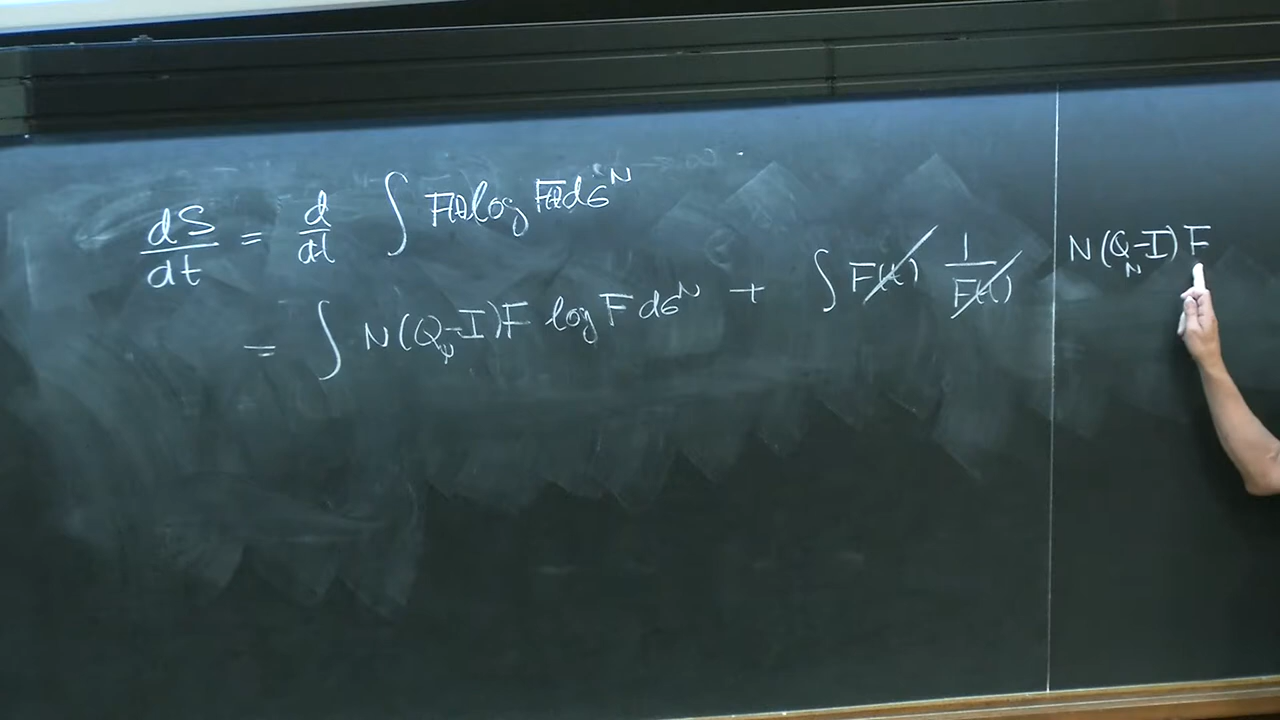 dS/dt = d/dt ∫ F(t) log F(t) dσ^N
= ∫ N(Q_N - I)F log F dσ^N + ∫ F(t) 1/F(t) N(Q_N - I)F